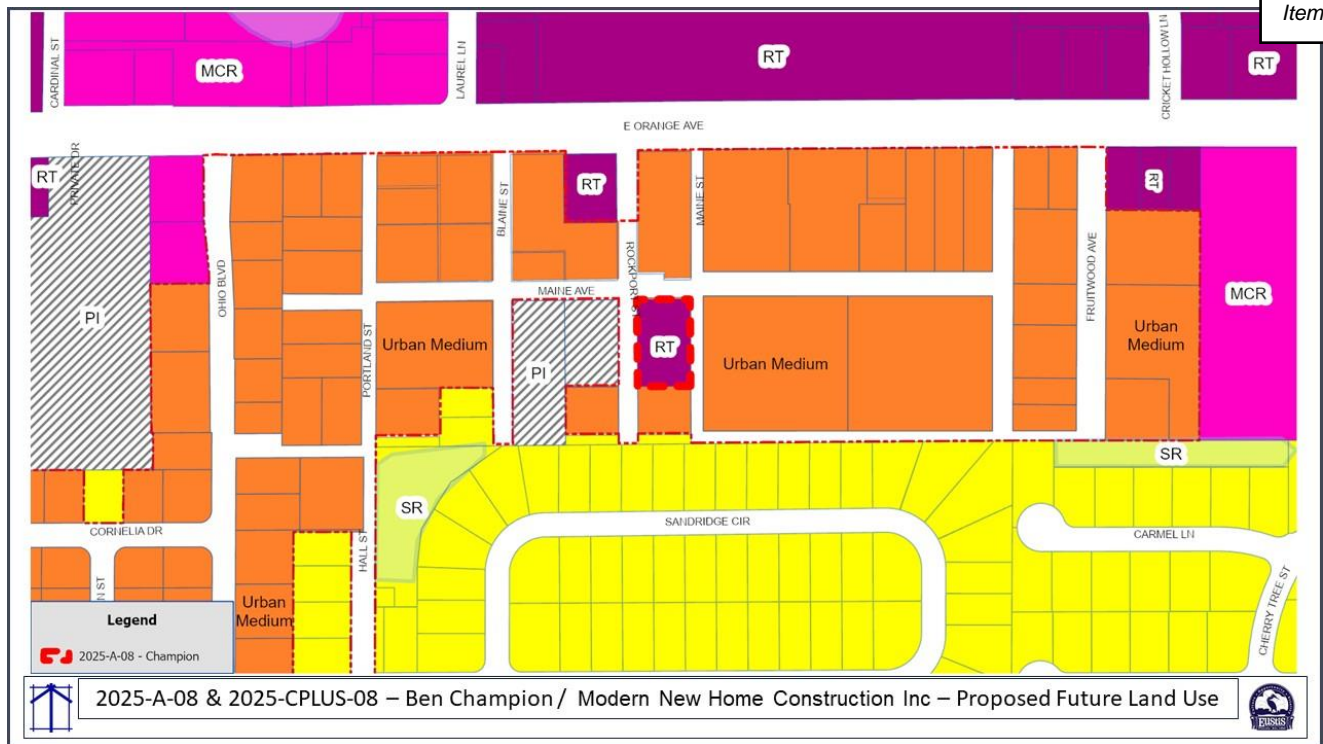 Item
CARDINAL ST
MCR
LAUREL LN
RT
CRICKET HOLLOW LN
RT
E ORANGE AVE
RT
PRIVATE DR
RT
BLAINE ST
MAINE ST
RT
ROCKPORT ST
OHIO BLVD
MAINE AVE
FRUITWOOD AVE
MCR
PI
PORTLAND ST
Urban Medium
PI
RT
Urban Medium
Urban
Medium
SR
SR
CORNELIA DR
HALL ST
SANDRIDGE CIR
CARMEL LN
N ST
Urban
Medium
CHERRY TREE ST
Legend
2025-A-08 - Champion
2025-A-08 & 2025-CPLUS-08 – Ben Champion / Modern New Home Construction Inc – Proposed Future Land Use
EUSTIS